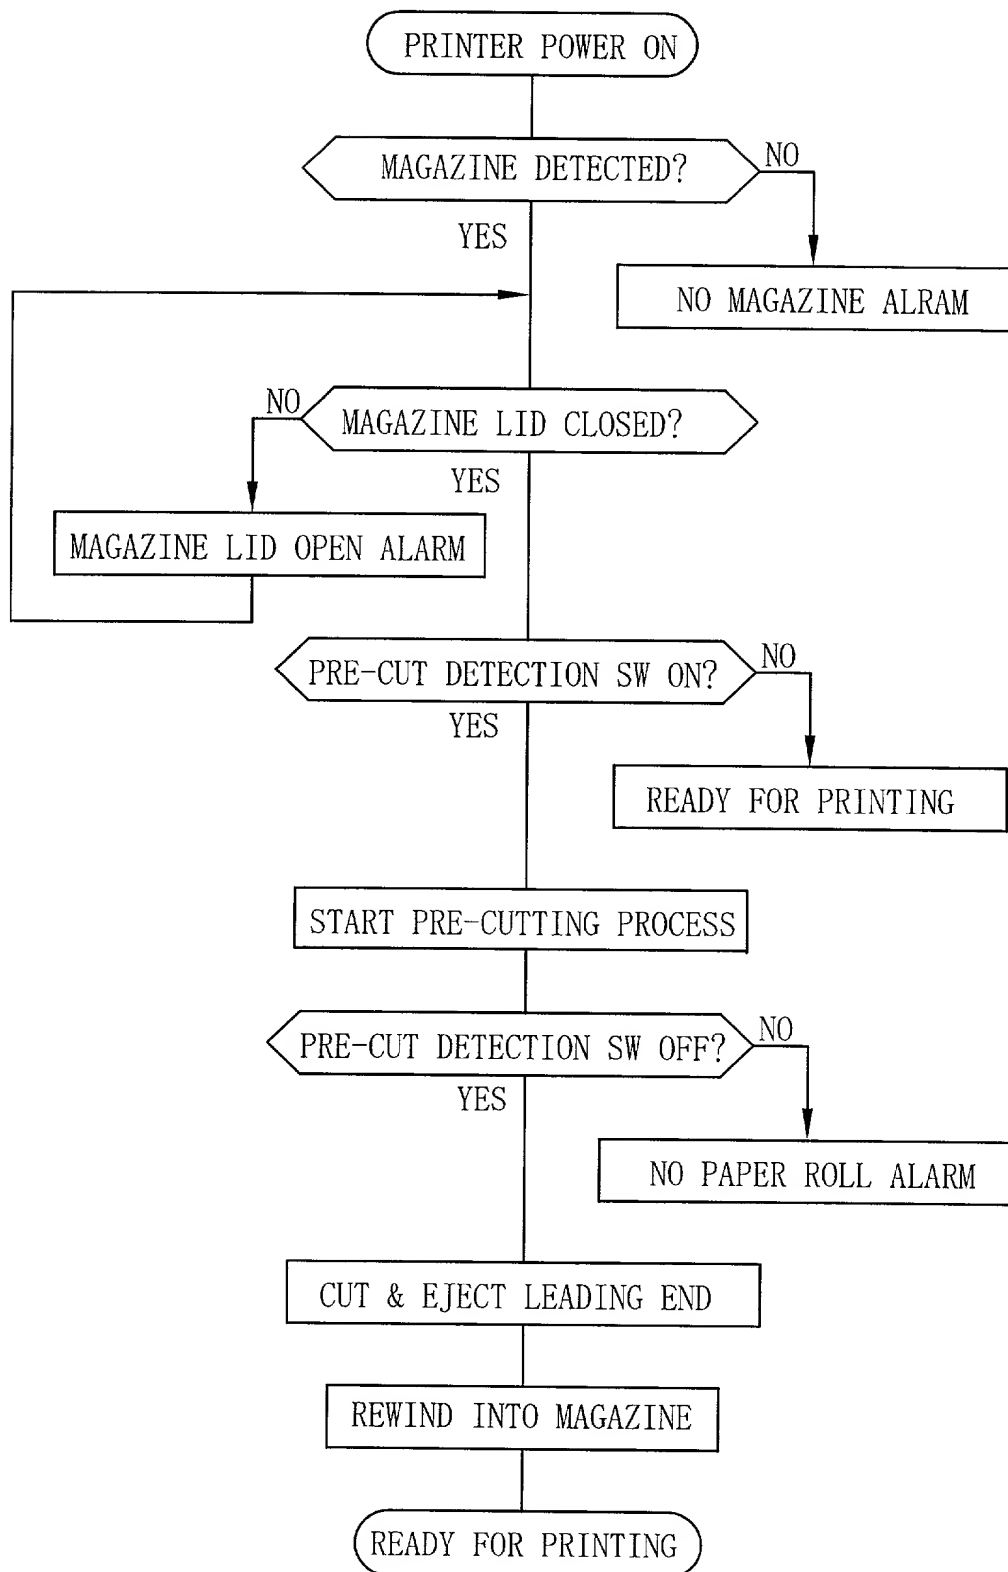 PRINTER POWER ON
MAGAZINE DETECTED?
NO
YES
NO MAGAZINE ALRAM
NO
MAGAZINE LID CLOSED?
YES
MAGAZINE LID OPEN ALARM
PRE-CUT DETECTION SW ON?
NO
YES
READY FOR PRINTING
START PRE-CUTTING PROCESS
PRE-CUT DETECTION SW OFF?
NO
YES
NO PAPER ROLL ALARM
CUT & EJECT LEADING END
REWIND INTO MAGAZINE
READY FOR PRINTING